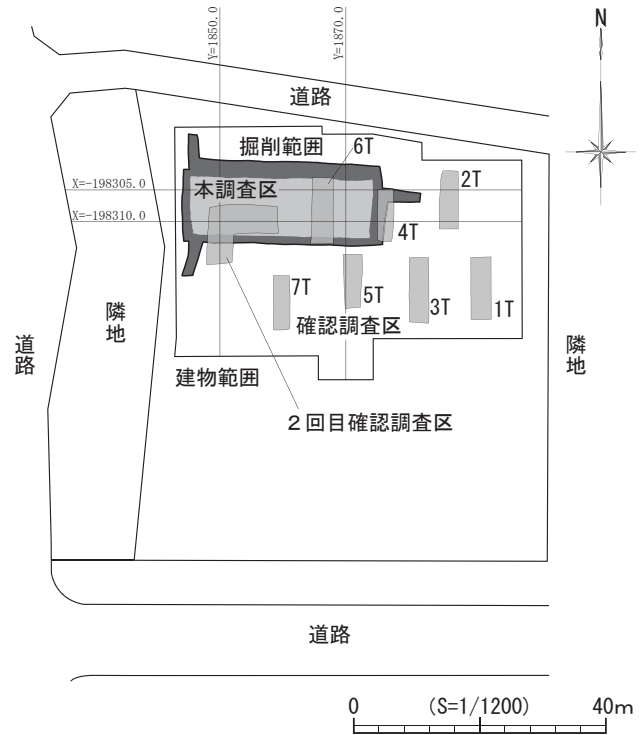 N
Y=1850.0
Y=1870.0
道路
掘削範囲
6T
本調査区
2T
X=-198305.0
X=-198310.0
4T
7T
5T
3T
1T
確認調査区
隣地
道路
隣地
建物範囲
２回目確認調査区
道路
0 (S=1/1200) 40m